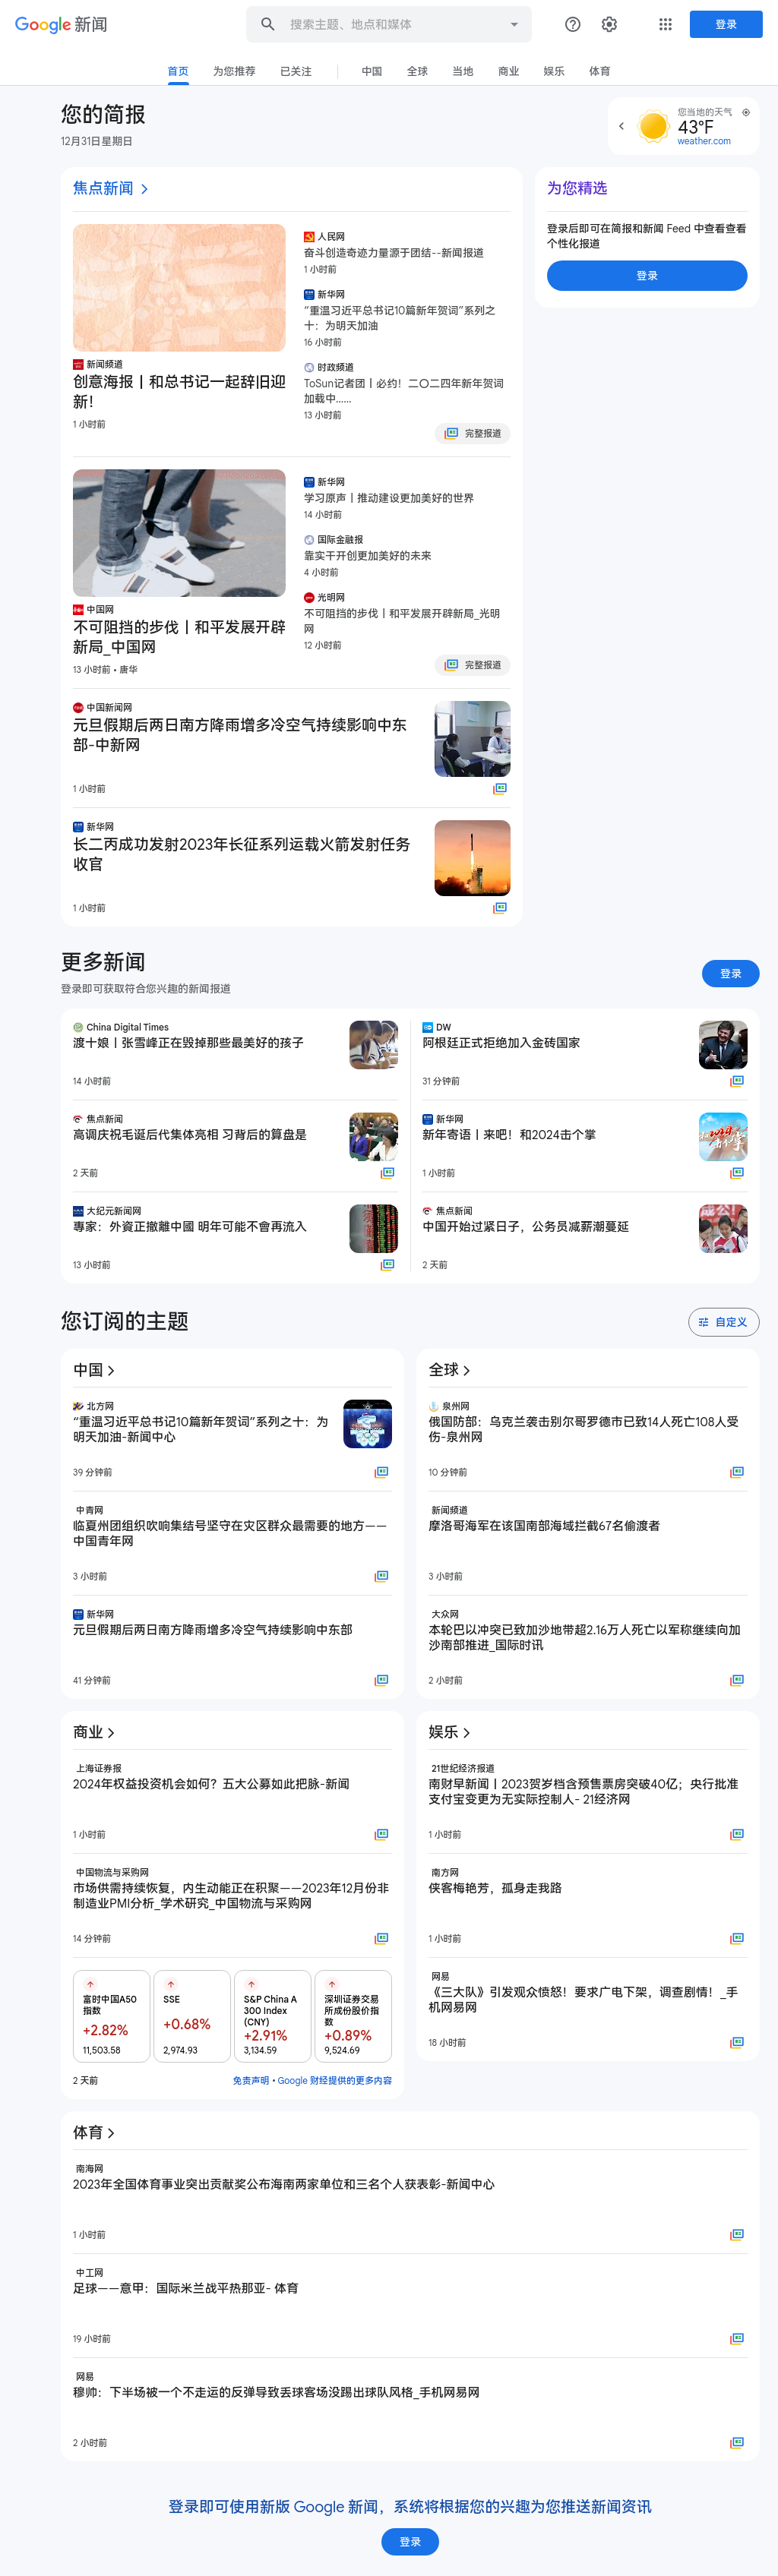 Google 新闻
搜索主题、地点和媒体
登录
首页
为您推荐
已关注
中国
全球
当地
商业
娱乐
体育
您的简报
12月31日星期日
您当地的天气
43°F
weather.com
焦点新闻
新闻频道
创意海报丨和总书记一起辞旧迎
新！
1 小时前
人民网
奋斗创造奇迹力量源于团结--新闻报道
1 小时前
新华网
“重温习近平总书记10篇新年贺词”系列之
十：为明天加油
16 小时前
时政频道
ToSun记者团丨必约！二〇二四年新年贺词
加载中……
13 小时前
完整报道
中国网
不可阻挡的步伐丨和平发展开辟
新局_中国网
13 小时前 • 唐华
新华网
学习原声丨推动建设更加美好的世界
14 小时前
国际金融报
靠实干开创更加美好的未来
4 小时前
光明网
不可阻挡的步伐丨和平发展开辟新局_光明
网
12 小时前
完整报道
中国新闻网
元旦假期后两日南方降雨增多冷空气持续影响中东
部-中新网
1 小时前
新华网
长二丙成功发射2023年长征系列运载火箭发射任务
收官
1 小时前
为您精选
登录后即可在简报和新闻 Feed 中查看查看
个性化报道
登录
更多新闻
登录即可获取符合您兴趣的新闻报道
登录
China Digital Times
渡十娘丨张雪峰正在毁掉那些最美好的孩子
14 小时前
焦点新闻
高调庆祝毛诞后代集体亮相 习背后的算盘是
2 天前
大纪元新闻网
專家：外資正撤離中國 明年可能不會再流入
13 小时前
DW
阿根廷正式拒绝加入金砖国家
31 分钟前
新华网
新年寄语丨来吧！和2024击个掌
1 小时前
焦点新闻
中国开始过紧日子，公务员减薪潮蔓延
2 天前
您订阅的主题
自定义
中国
北方网
“重温习近平总书记10篇新年贺词”系列之十：为
明天加油-新闻中心
39 分钟前
中青网
临夏州团组织吹响集结号坚守在灾区群众最需要的地方——
中国青年网
3 小时前
新华网
元旦假期后两日南方降雨增多冷空气持续影响中东部
41 分钟前
全球
泉州网
俄国防部：乌克兰袭击别尔哥罗德市已致14人死亡108人受
伤-泉州网
10 分钟前
新闻频道
摩洛哥海军在该国南部海域拦截67名偷渡者
3 小时前
大众网
本轮巴以冲突已致加沙地带超2.16万人死亡以军称继续向加
沙南部推进_国际时讯
2 小时前
商业
上海证券报
2024年权益投资机会如何？五大公募如此把脉-新闻
1 小时前
中国物流与采购网
市场供需持续恢复，内生动能正在积聚——2023年12月份非
制造业PMI分析_学术研究_中国物流与采购网
14 分钟前
富时中国A50
指数
+2.82%
11,503.58
SSE
+0.68%
2,974.93
S&P China A
300 Index
(CNY)
+2.91%
3,134.59
深圳证券交易
所成份股价指
数
+0.89%
9,524.69
2 天前
免责声明 • Google 财经提供的更多内容
娱乐
21世纪经济报道
南财早新闻丨2023贺岁档含预售票房突破40亿；央行批准
支付宝变更为无实际控制人- 21经济网
1 小时前
南方网
侠客梅艳芳，孤身走我路
1 小时前
网易
《三大队》引发观众愤怒！要求广电下架，调查剧情！_手
机网易网
18 小时前
体育
南海网
2023年全国体育事业突出贡献奖公布海南两家单位和三名个人获表彰-新闻中心
1 小时前
中工网
足球——意甲：国际米兰战平热那亚- 体育
19 小时前
网易
穆帅：下半场被一个不走运的反弹导致丢球客场没踢出球队风格_手机网易网
2 小时前
登录即可使用新版 Google 新闻，系统将根据您的兴趣为您推送新闻资讯
登录